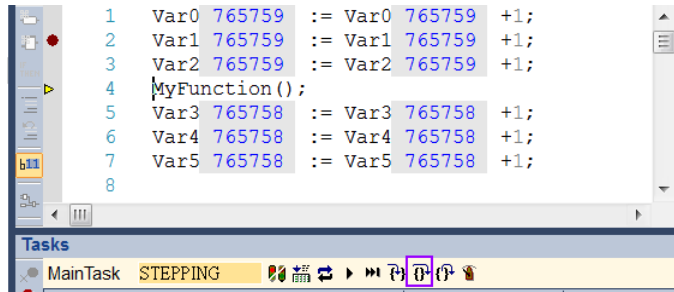 1 Var0 765759 := Var0 765759 +1;
2 Var1 765759 := Var1 765759 +1;
3 Var2 765759 := Var2 765759 +1;
4 MyFunction();
5 Var3 765758 := Var3 765758 +1;
6 Var4 765758 := Var4 765758 +1;
7 Var5 765758 := Var5 765758 +1;
8
Tasks
MainTask STEPPING